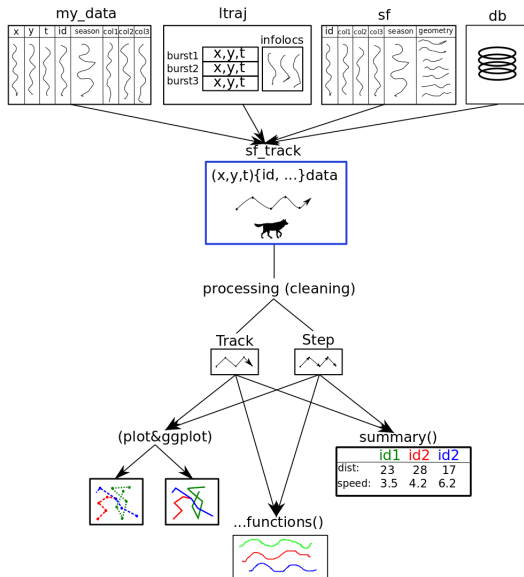 my_data
ltraj
sf
db
x y t id season col1 col2 col3
infolocs
burst1 x,y,t
burst2 x,y,t
burst3 x,y,t
id col1 col2 col3 season geometry
sf_track
(x,y,t){id, ...}data
processing (cleaning)
Track
Step
(plot&ggplot)
summary()
id1 id2 id2
dist: 23 28 17
speed: 3.5 4.2 6.2
...functions()